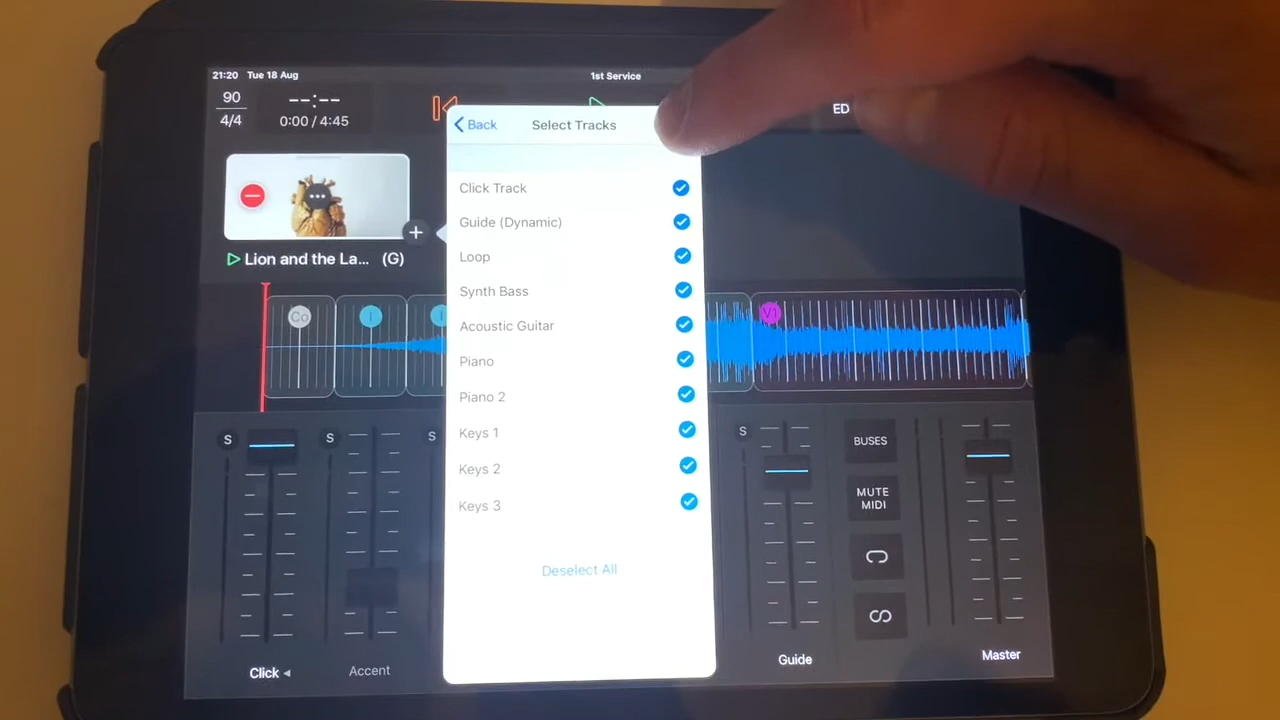 21:20 Tue 18 Aug
1st Service
90
4/4
--:--
0:00 / 4:45
ED
Back
Select Tracks
Click Track
Guide (Dynamic)
Loop
Synth Bass
Acoustic Guitar
Piano
Piano 2
Keys 1
Keys 2
Keys 3
Deselect All
Lion and the La... (G)
Co
I
I
V1
S
S
S
S
BUSES
MUTE
MIDI
Click
Accent
Guide
Master